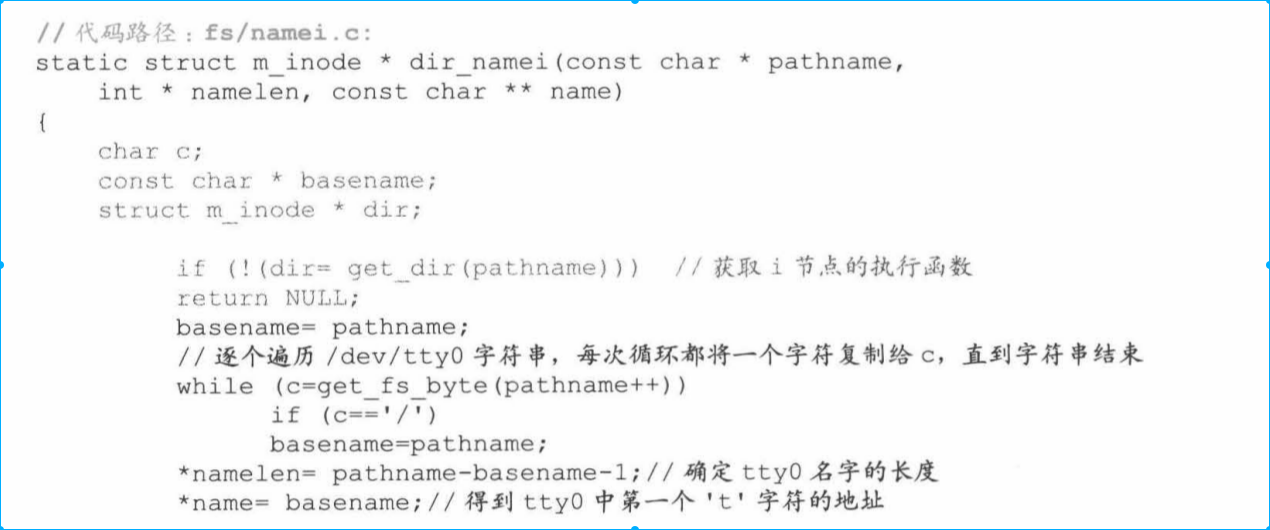 // 代码路径：fs/namei.c:
static struct m_inode * dir_namei(const char * pathname,
    int * namelen, const char ** name)
{
    char c;
    const char * basename;
    struct m_inode * dir;

        if (!(dir= get_dir(pathname)))  // 获取 i 节点的执行函数
        return NULL;
        basename= pathname;
        // 逐个遍历 /dev/tty0 字符串，每次循环都将一个字符复制给 c，直到字符串结束
        while (c=get_fs_byte(pathname++))
            if (c=='/')
            basename=pathname;
        *namelen= pathname-basename-1;// 确定 tty0 名字的长度
        *name= basename;// 得到 tty0 中第一个 't' 字符的地址